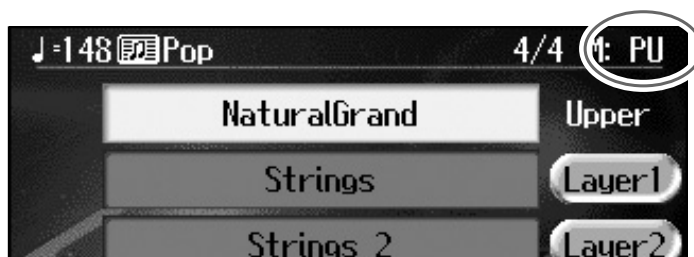 ♩=148 Pop 4/4 M: PU
NaturalGrand Upper
Strings Layer1
Strings 2 Layer2